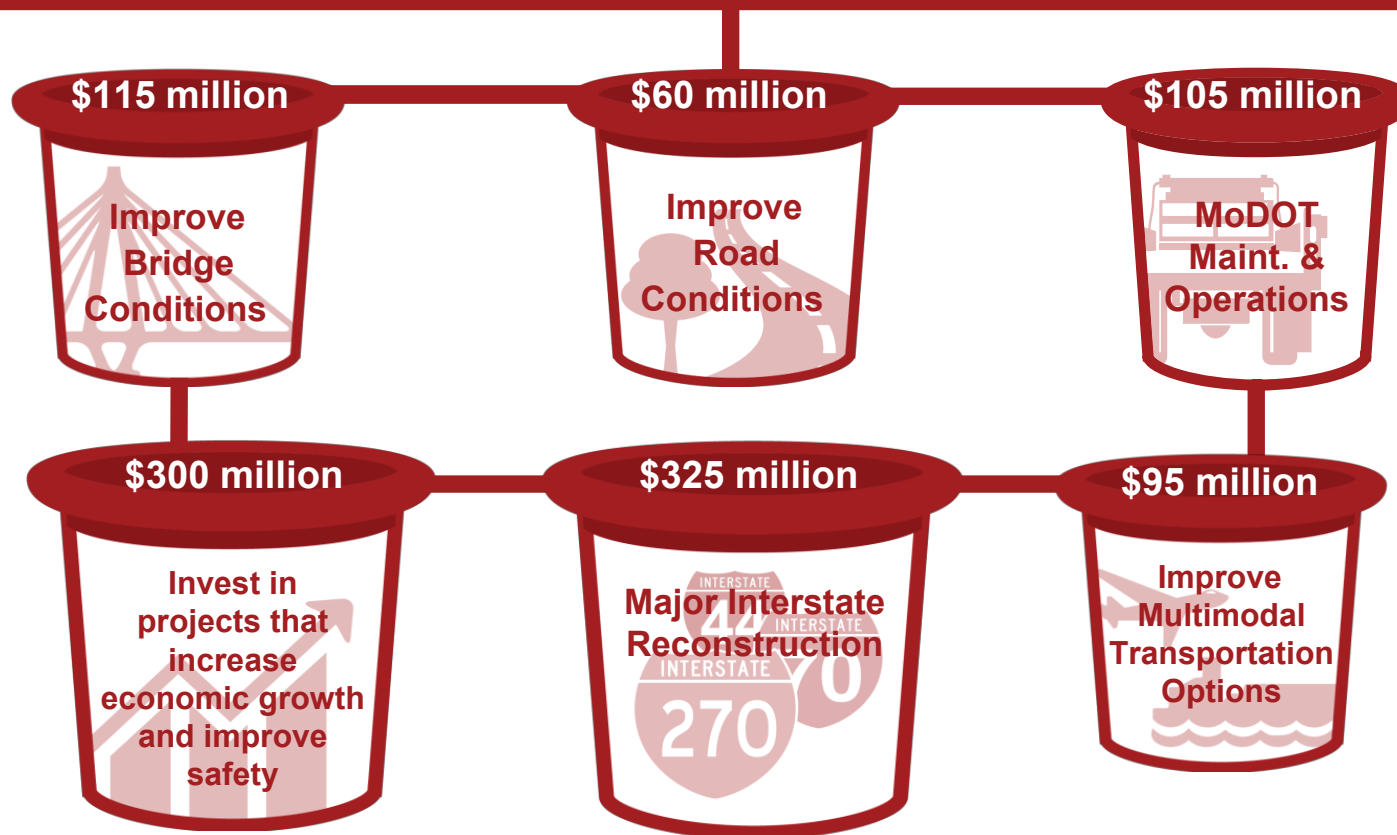 $115 million
Improve
Bridge
Conditions
$60 million
Improve
Road
Conditions
$105 million
MoDOT
Maint. &
Operations
$300 million
Invest in
projects that
increase
economic growth
and improve
safety
$325 million
Major Interstate
Reconstruction
INTERSTATE
44
INTERSTATE
70
INTERSTATE
270
$95 million
Improve
Multimodal
Transportation
Options